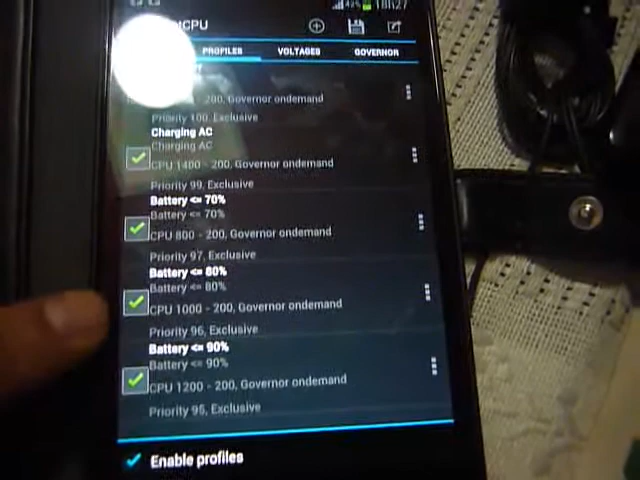 42% 18h27
CPU
PROFILES VOLTAGES GOVERNOR
200, Governor ondemand
Priority 100, Exclusive
Charging AC
Charging AC
CPU 1400 - 200, Governor ondemand
Priority 99, Exclusive
Battery <= 70%
Battery <= 70%
CPU 800 - 200, Governor ondemand
Priority 97, Exclusive
Battery <= 80%
Battery <= 80%
CPU 1000 - 200, Governor ondemand
Priority 96, Exclusive
Battery <= 90%
Battery <= 90%
CPU 1200 - 200, Governor ondemand
Priority 95, Exclusive
Enable profiles